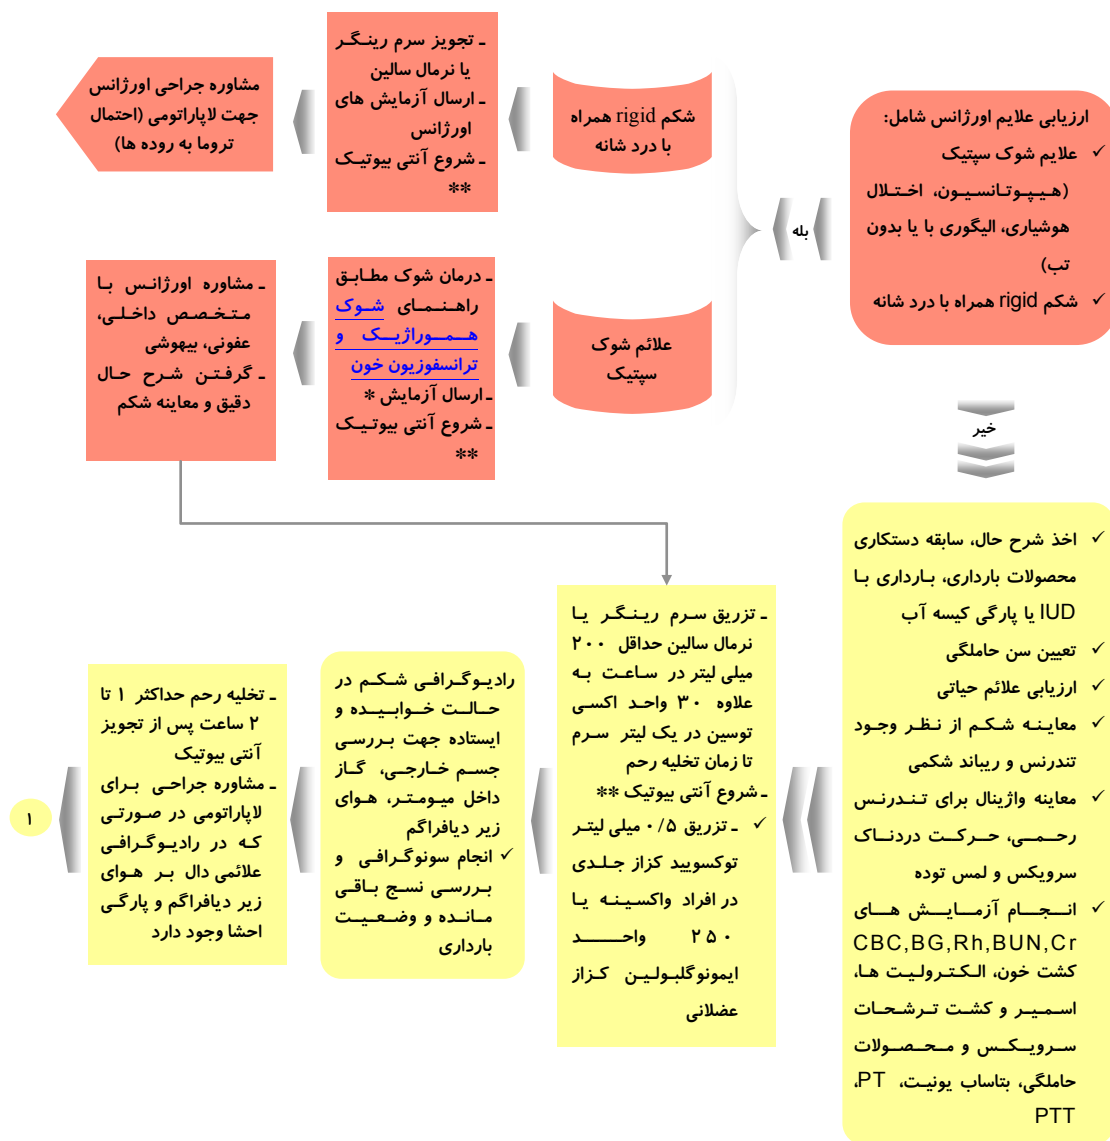 ارزیابی علایم اورژانس شامل:
✓ علایم شوک سپتیک
(هیپوتانسیون، اختلال
هوشیاری، الیگوری با یا بدون
تب)
✓ شکم rigid همراه با درد شانه
بله
شکم rigid همراه
با درد شانه
ـ تجویز سرم رینگر
یا نرمال سالین
ـ ارسال آزمایش های
اورژانس
ـ شروع آنتی بیوتیک
**
مشاوره جراحی اورژانس
جهت لاپاراتومی (احتمال
تروما به روده ها)
علائم شوک
سپتیک
ـ درمان شوک مطابق
راهنمای شوک
هموراژیک و
ترانسفوزیون خون
ـ ارسال آزمایش *
ـ شروع آنتی بیوتیک
**
ـ مشاوره اورژانس با
متخصص داخلی،
عفونی، بیهوشی
ـ گرفتن شرح حال
دقیق و معاینه شکم
خیر
✓ اخذ شرح حال، سابقه دستکاری
محصولات بارداری، بارداری با
IUD یا پارگی کیسه آب
✓ تعیین سن حاملگی
✓ ارزیابی علائم حیاتی
✓ معاینه شکم از نظر وجود
تندرنس و ریباند شکمی
✓ معاینه واژینال برای تندرنس
رحمی، حرکت دردناک
سرویکس و لمس توده
✓ انجام آزمایش های
CBC,BG,Rh,BUN,Cr
کشت خون، الکترولیت ها،
اسمیر و کشت ترشحات
سرویکس و محصولات
حاملگی، بتاساب یونیت، PT،
PTT
ـ تزریق سرم رینگر یا
نرمال سالین حداقل ۲۰۰
میلی لیتر در ساعت به
علاوه ۳۰ واحد اکسی
توسین در یک لیتر سرم
تا زمان تخلیه رحم
ـ شروع آنتی بیوتیک **
✓ ـ تزریق ۰/۵ میلی لیتر
توکسویید کزاز جلدی
در افراد واکسینه یا
۲۵۰ واحد
ایمونوگلبولین کزاز
عضلانی
رادیوگرافی شکم در
حالت خوابیده و
ایستاده جهت بررسی
جسم خارجی، گاز
داخل میومتر، هوای
زیر دیافراگم
✓ انجام سونوگرافی و
بررسی نسج باقی
مانده و وضعیت
بارداری
ـ تخلیه رحم حداکثر ۱ تا
۲ ساعت پس از تجویز
آنتی بیوتیک
ـ مشاوره جراحی برای
لاپاراتومی در صورتی
که در رادیوگرافی
علائمی دال بر هوای
زیر دیافراگم و پارگی
احشا وجود دارد
۱